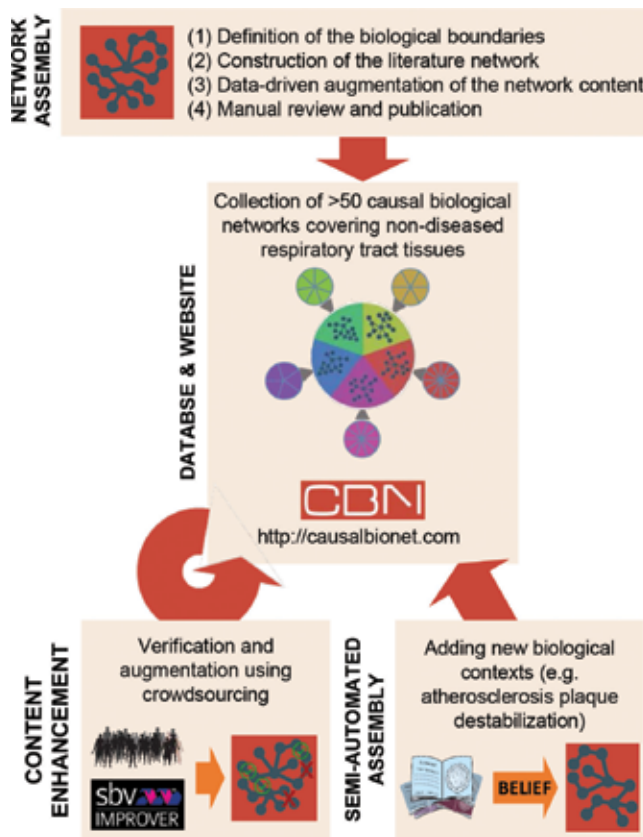 NETWORK
ASSEMBLY
(1) Definition of the biological boundaries
(2) Construction of the literature network
(3) Data-driven augmentation of the network content
(4) Manual review and publication
DATABSE & WEBSITE
Collection of >50 causal biological
networks covering non-diseased
respiratory tract tissues
CBN
http://causalbionet.com
CONTENT
ENHANCEMENT
Verification and
augmentation using
crowdsourcing
sbv
IMPROVER
SEMI-AUTOMATED
ASSEMBLY
Adding new biological
contexts (e.g.
atherosclerosis plaque
destabilization)
BELIEF